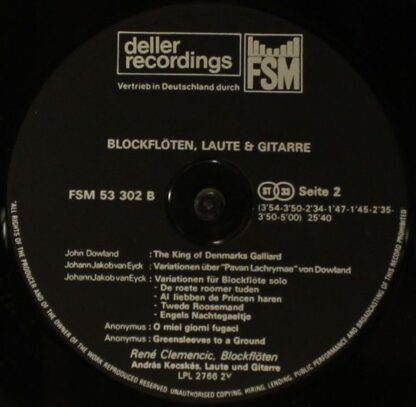 deller
recordings
Vertrieb in Deutschland durch
FSM
BLOCKFLÖTEN, LAUTE & GITARRE
FSM 53 302 B
ST 33 Seite 2
(3'54-3'50-2'34-1'47-1'45-2'35-
3'50-5'00) 25'40
John Dowland : The King of Denmarks Galliard
Johann Jakob van Eyck : Variationen über "Pavan Lachrymae" von Dowland
Johann Jakob van Eyck : Variationen für Blockflöte solo
- De roete roomer tuden
- Al liebben de Princen haren
- Twede Roosemand
- Engels Nachtegaeltje
Anonymus : O miei giorni fugaci
Anonymus : Greensleeves to a Ground
René Clemencic, Blockflöten
András Kecskés, Laute und Gitarre
LPL 2766 2Y
ALL RIGHTS OF THE PRODUCER AND OF THE OWNER OF THE WORK REPRODUCED RESERVED UNAUTHORISED COPYING, HIRING, LENDING, PUBLIC PERFORMANCE AND BROADCASTING OF THIS RECORD PROHIBITED